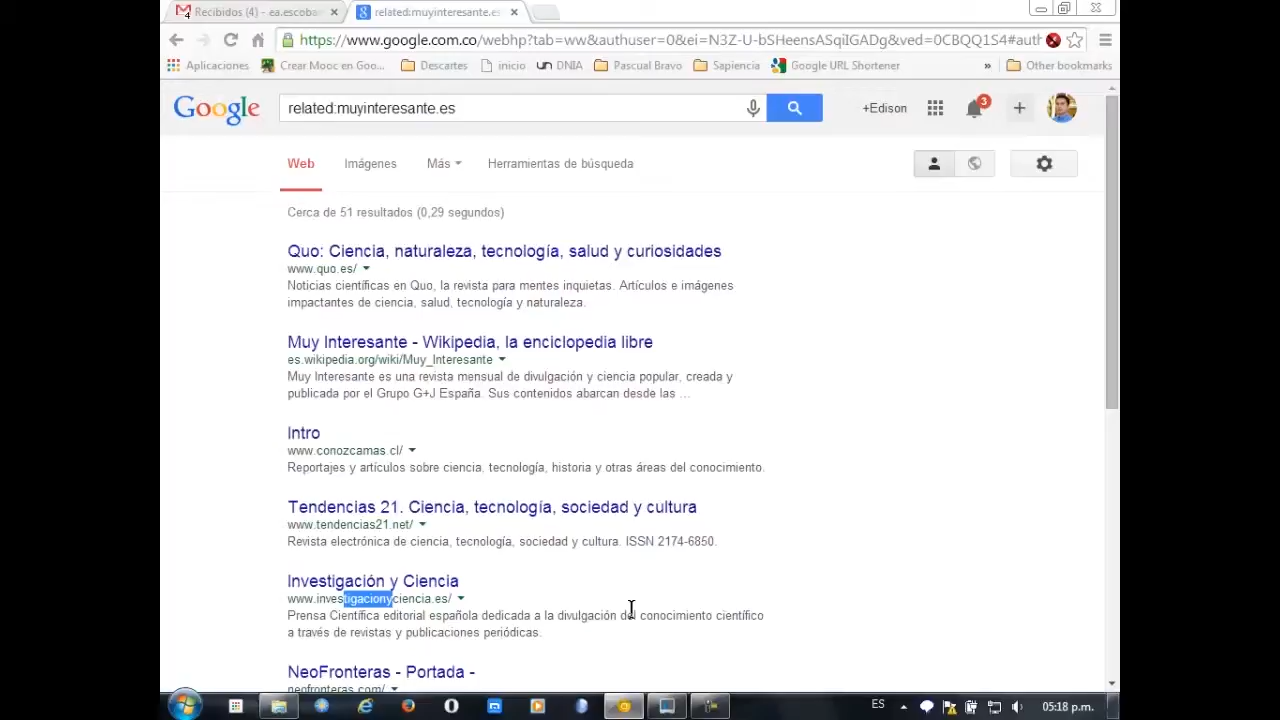 Recibidos (4) - ea.escoba
related:muyinteresante.es
https://www.google.com.co/webhp?tab=ww&authuser=0&ei=N3Z-U-bSHeensASqiIGADg&ved=0CBQQ1S4#auth
Aplicaciones
Crear Mooc en Goo...
Descartes
inicio
DNIA
Pascual Bravo
Sapiencia
Google URL Shortener
»
Other bookmarks
Google
related:muyinteresante.es
+Edison
3
Web
Imágenes
Más
Herramientas de búsqueda
Cerca de 51 resultados (0,29 segundos)
Quo: Ciencia, naturaleza, tecnología, salud y curiosidades
www.quo.es/
Noticias científicas en Quo, la revista para mentes inquietas. Artículos e imágenes
impactantes de ciencia, salud, tecnología y naturaleza.
Muy Interesante - Wikipedia, la enciclopedia libre
es.wikipedia.org/wiki/Muy_Interesante
Muy Interesante es una revista mensual de divulgación y ciencia popular, creada y
publicada por el Grupo G+J España. Sus contenidos abarcan desde las ...
Intro
www.conozcamas.cl/
Reportajes y artículos sobre ciencia, tecnología, historia y otras áreas del conocimiento.
Tendencias 21. Ciencia, tecnología, sociedad y cultura
www.tendencias21.net/
Revista electrónica de ciencia, tecnología, sociedad y cultura. ISSN 2174-6850.
Investigación y Ciencia
www.investigacionyciencia.es/
Prensa Científica editorial española dedicada a la divulgación del conocimiento científico
a través de revistas y publicaciones periódicas.
NeoFronteras - Portada -
neofronteras.com/
ES
05:18 p.m.